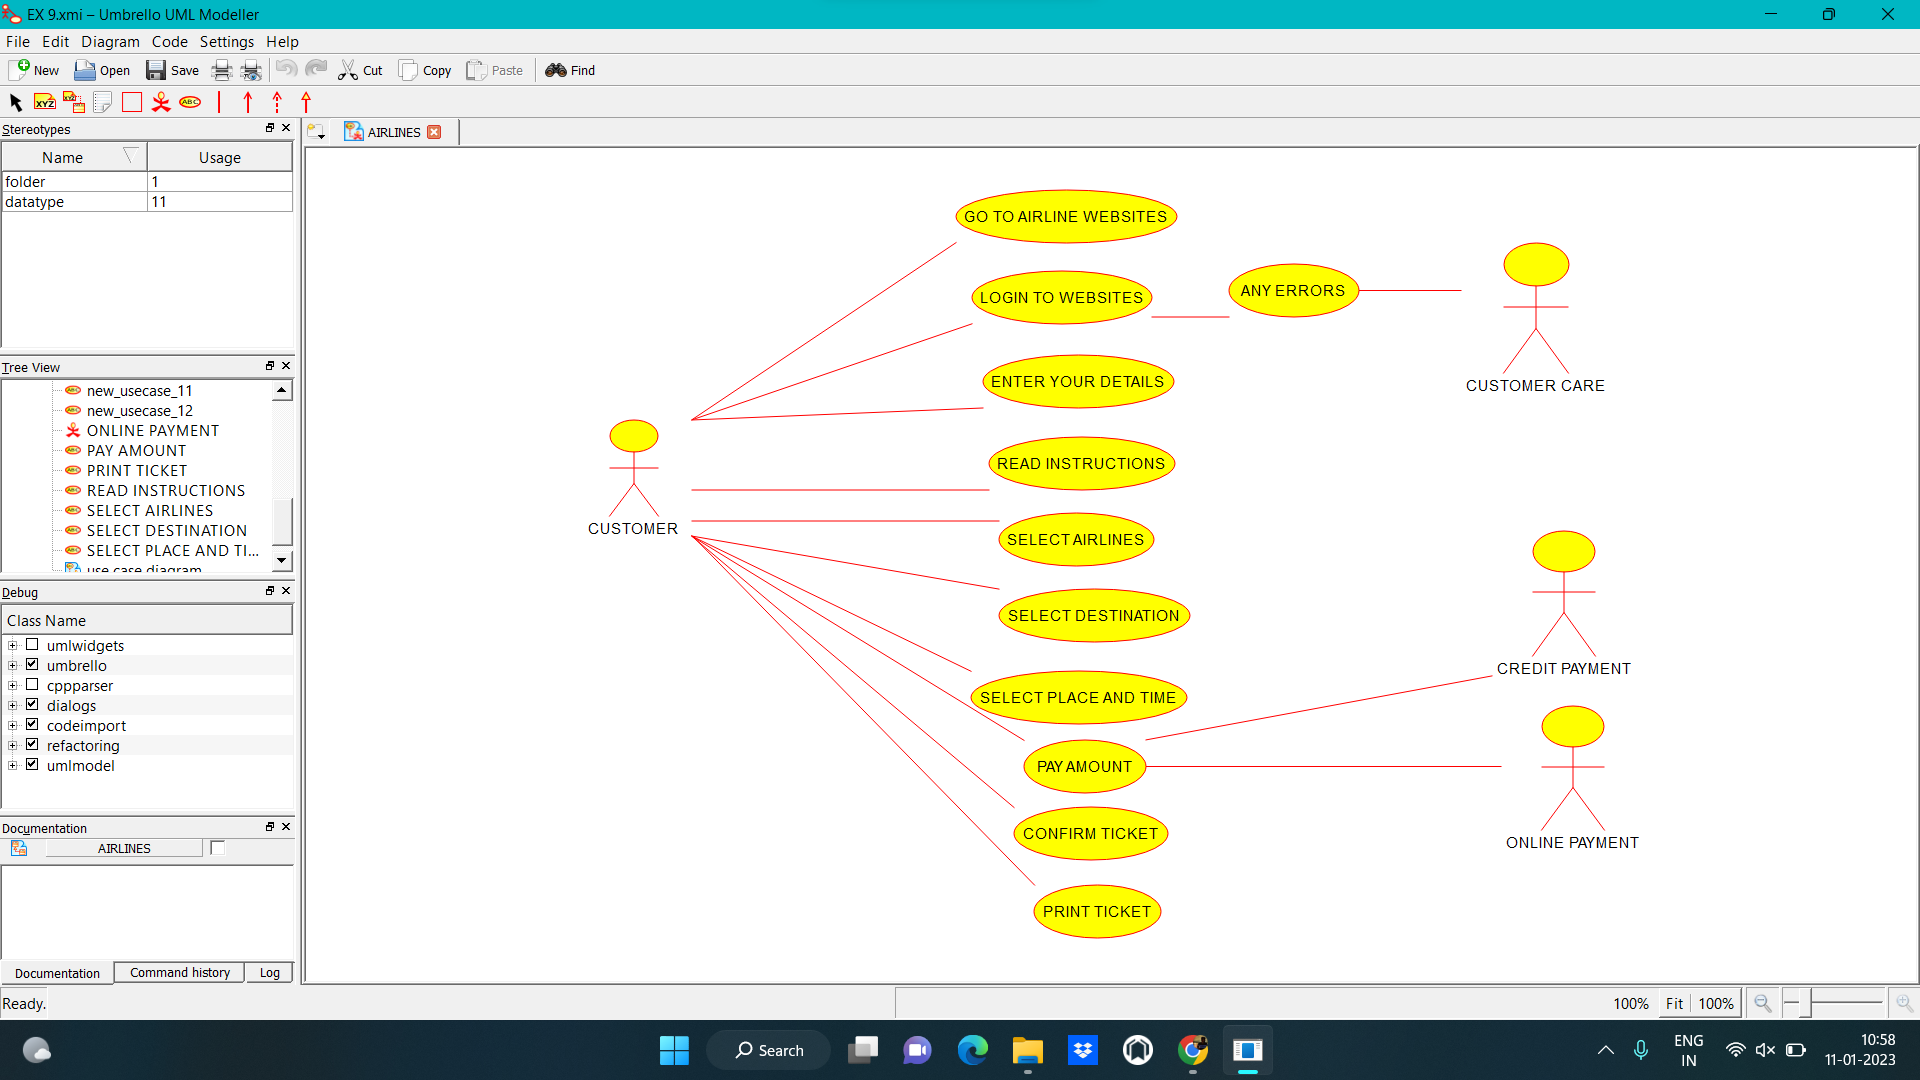 EX 9.xmi – Umbrello UML Modeller
File Edit Diagram Code Settings Help
New Open Save Cut Copy Paste Find
XYZ XYZ ABC
Stereotypes
AIRLINES
Name Usage
folder 1
datatype 11
Tree View
new_usecase_11
new_usecase_12
ONLINE PAYMENT
PAY AMOUNT
PRINT TICKET
READ INSTRUCTIONS
SELECT AIRLINES
SELECT DESTINATION
SELECT PLACE AND TI...
use case diagram
Debug
Class Name
umlwidgets
umbrello
cppparser
dialogs
codeimport
refactoring
umlmodel
Documentation
AIRLINES
Documentation Command history Log
GO TO AIRLINE WEBSITES
LOGIN TO WEBSITES
ANY ERRORS
ENTER YOUR DETAILS
CUSTOMER CARE
READ INSTRUCTIONS
CUSTOMER
SELECT AIRLINES
SELECT DESTINATION
CREDIT PAYMENT
SELECT PLACE AND TIME
PAY AMOUNT
CONFIRM TICKET
ONLINE PAYMENT
PRINT TICKET
Ready. 100% Fit 100%
Search
ENG
IN
10:58
11-01-2023